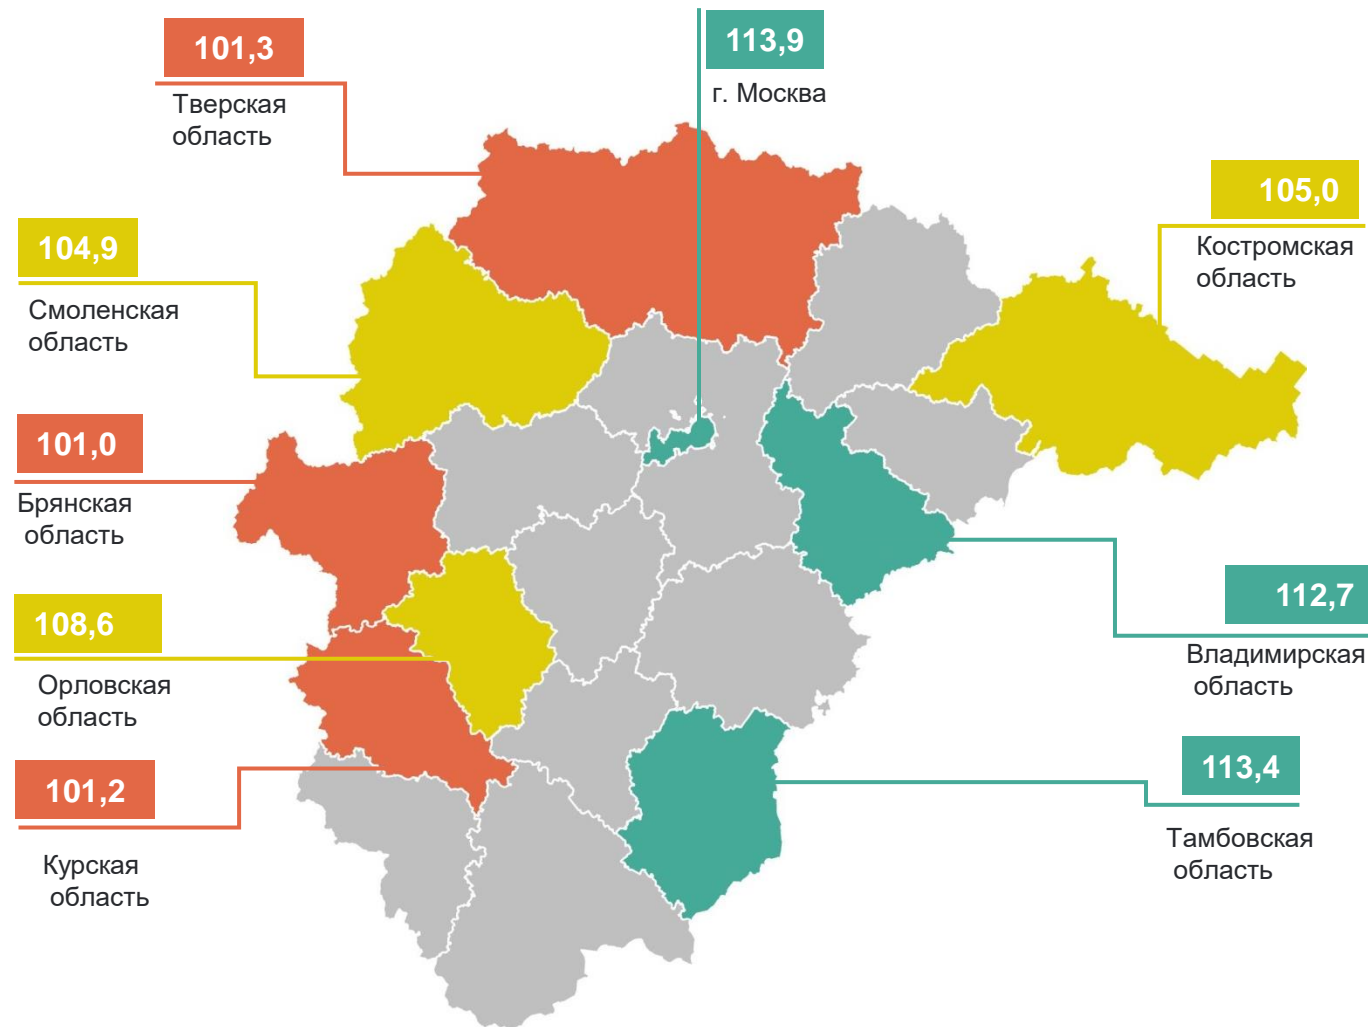 101,3
Тверская
область
113,9
г. Москва
105,0
Костромская
область
104,9
Смоленская
область
101,0
Брянская
область
108,6
Орловская
область
112,7
Владимирская
область
101,2
Курская
область
113,4
Тамбовская
область